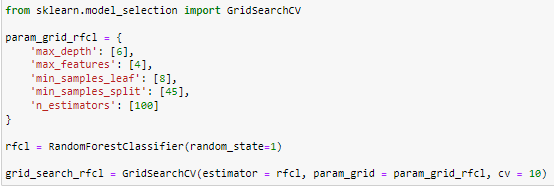 from sklearn.model_selection import GridSearchCV
param_grid_rfcl = {
    'max_depth': [6],
    'max_features': [4],
    'min_samples_leaf': [8],
    'min_samples_split': [45],
    'n_estimators': [100]
}
rfcl = RandomForestClassifier(random_state=1)
grid_search_rfcl = GridSearchCV(estimator = rfcl, param_grid = param_grid_rfcl, cv = 10)